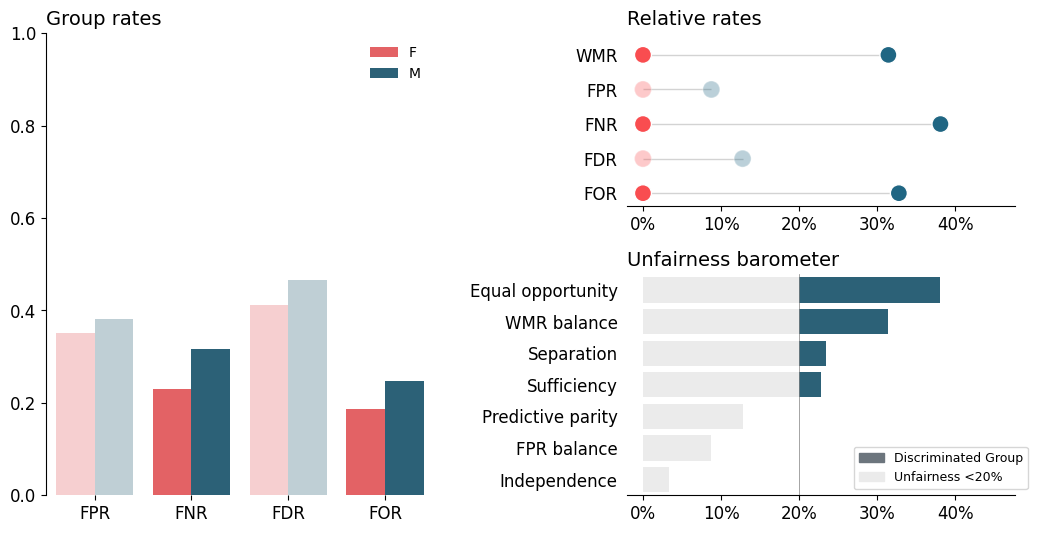 Group rates
1.0
0.8
0.6
0.4
0.2
0.0
F
M
FPR
FNR
FDR
FOR
Relative rates
WMR
FPR
FNR
FDR
FOR
0% 10% 20% 30% 40%
Unfairness barometer
Equal opportunity
WMR balance
Separation
Sufficiency
Predictive parity
FPR balance
Independence
Discriminated Group
Unfairness <20%
0% 10% 20% 30% 40%